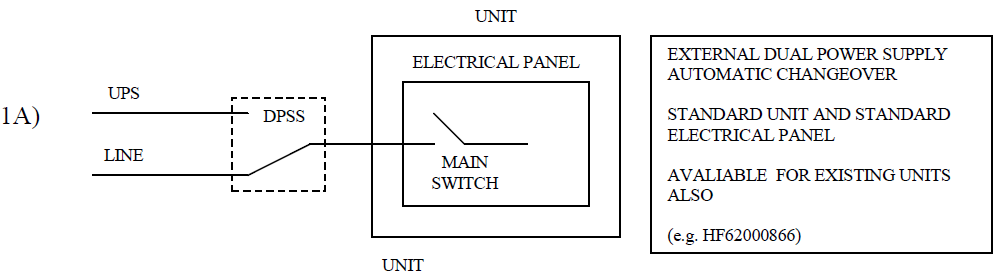 UNIT
ELECTRICAL PANEL
1A)
UPS
DPSS
LINE
MAIN
SWITCH
UNIT
EXTERNAL DUAL POWER SUPPLY
AUTOMATIC CHANGEOVER
STANDARD UNIT AND STANDARD
ELECTRICAL PANEL
AVALIABLE FOR EXISTING UNITS
ALSO
(e.g. HF62000866)